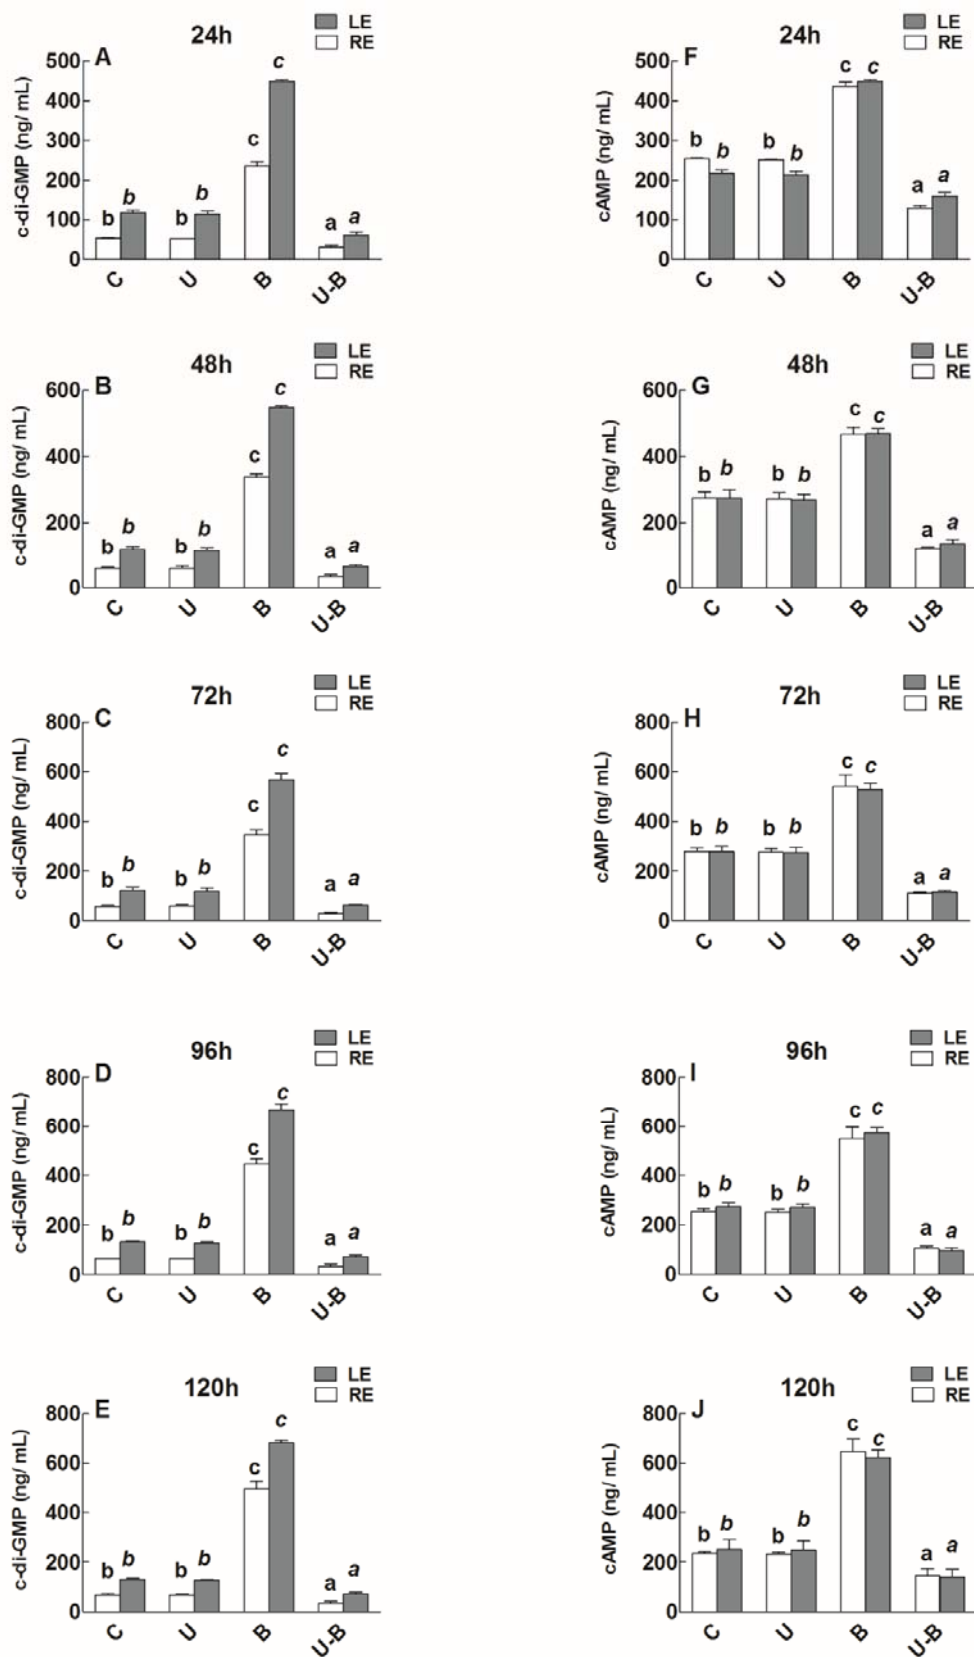 24h
LE
RE
A
c-di-GMP (ng/ mL)
500
400
300
200
100
0
b b b b c c a a
C U B U-B
24h
LE
RE
F
cAMP (ng/ mL)
500
400
300
200
100
0
b b b b c c a a
C U B U-B
48h
LE
RE
B
c-di-GMP (ng/ mL)
600
400
200
0
b b b b c c a a
C U B U-B
48h
LE
RE
G
cAMP (ng/ mL)
600
400
200
0
b b b b c c a a
C U B U-B
72h
LE
RE
C
c-di-GMP (ng/ mL)
800
600
400
200
0
b b b b c c a a
C U B U-B
72h
LE
RE
H
cAMP (ng/ mL)
800
600
400
200
0
b b b b c c a a
C U B U-B
96h
LE
RE
D
c-di-GMP (ng/ mL)
800
600
400
200
0
b b b b c c a a
C U B U-B
96h
LE
RE
I
cAMP (ng/ mL)
800
600
400
200
0
b b b b c c a a
C U B U-B
120h
LE
RE
E
c-di-GMP (ng/ mL)
800
600
400
200
0
b b b b c c a a
C U B U-B
120h
LE
RE
J
cAMP (ng/ mL)
800
600
400
200
0
b b b b c c a a
C U B U-B